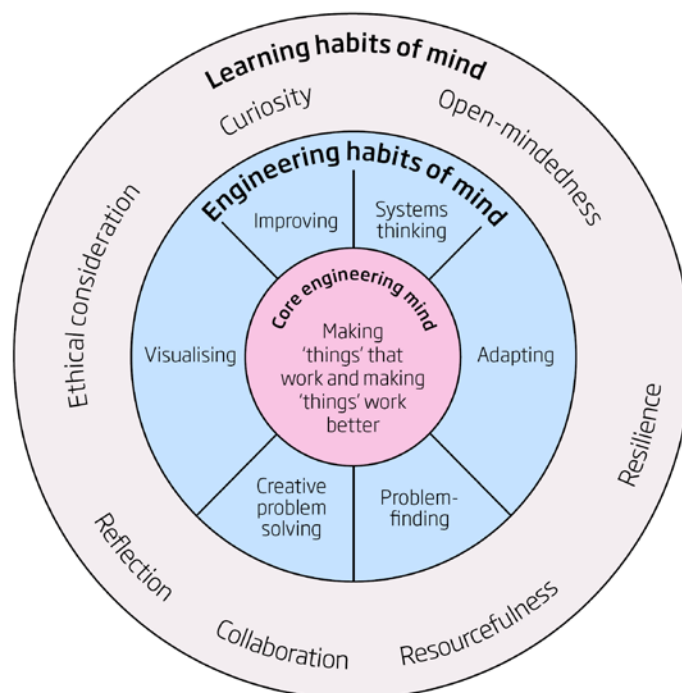 Learning habits of mind
Curiosity
Open-mindedness
Ethical consideration
Resilience
Reflection
Collaboration
Resourcefulness
Engineering habits of mind
Improving
Systems
thinking
Visualising
Adapting
Creative
problem
solving
Problem-
finding
Core engineering mind
Making
‘things’ that
work and making
‘things’ work
better